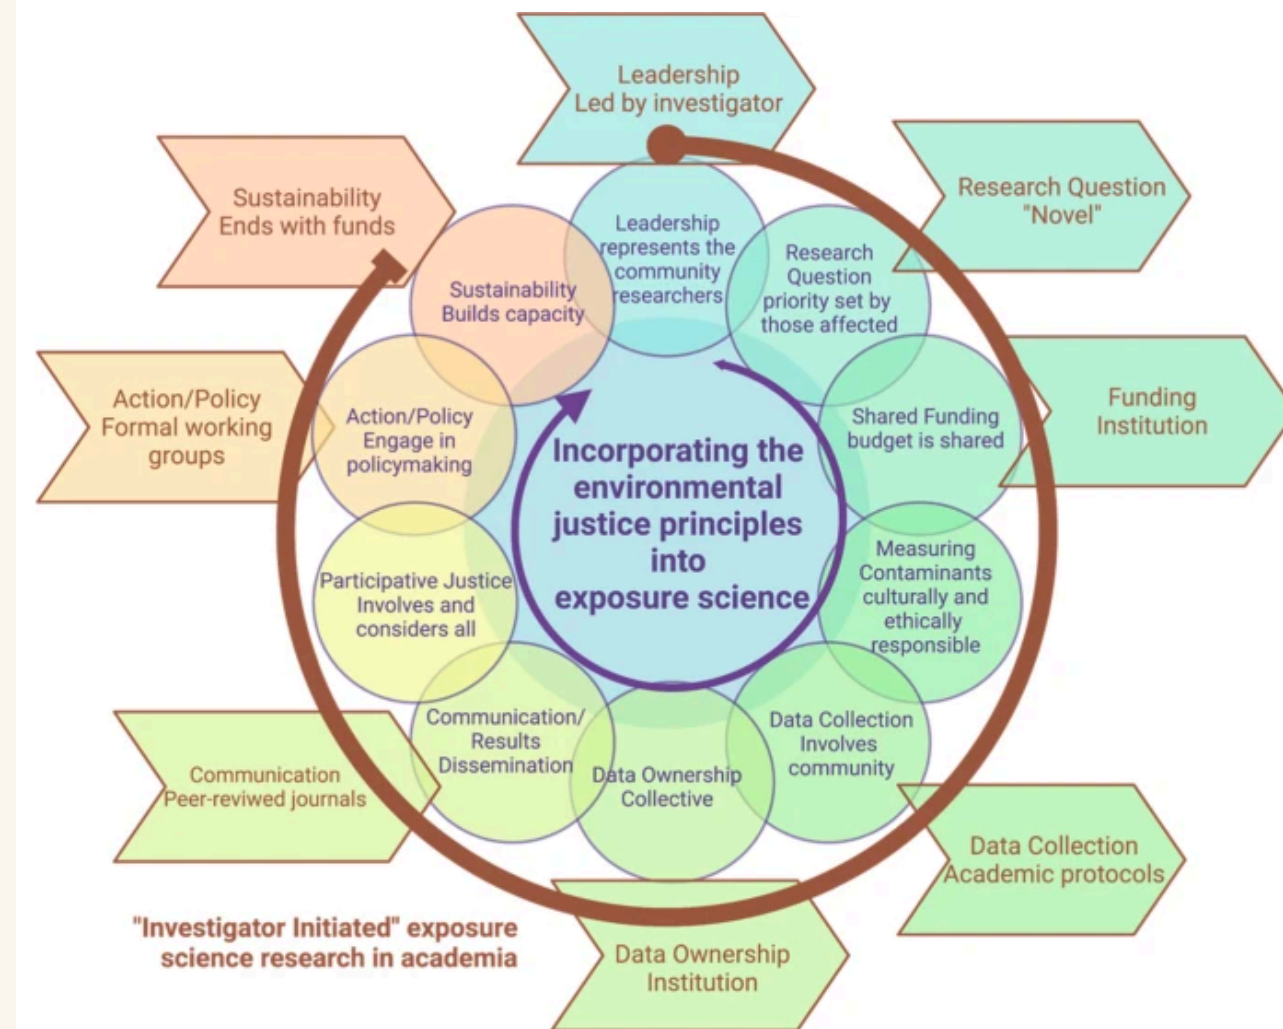 Leadership
Led by investigator
Research Question
"Novel"
Funding
Institution
Data Collection
Academic protocols
Data Ownership
Institution
Communication
Peer-reviwed journals
Action/Policy
Formal working
groups
Sustainability
Ends with funds
Leadership
represents the
community
researchers
Research
Question
priority set by
those affected
Shared Funding
budget is shared
Measuring
Contaminants
culturally and
ethically
responsible
Data Collection
Involves
community
Data Ownership
Collective
Communication/
Results
Dissemination
Participative Justice
Involves and
considers all
Action/Policy
Engage in
policymaking
Sustainability
Builds capacity
Incorporating the
environmental
justice principles
into
exposure science
"Investigator Initiated" exposure
science research in academia